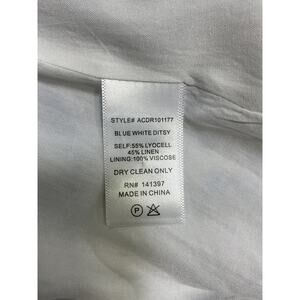 STYLE# ACDR101177
BLUE WHITE DITSY
SELF:55% LYOCELL
45% LINEN
LINING:100% VISCOSE
DRY CLEAN ONLY
RN# 141397
MADE IN CHINA
P